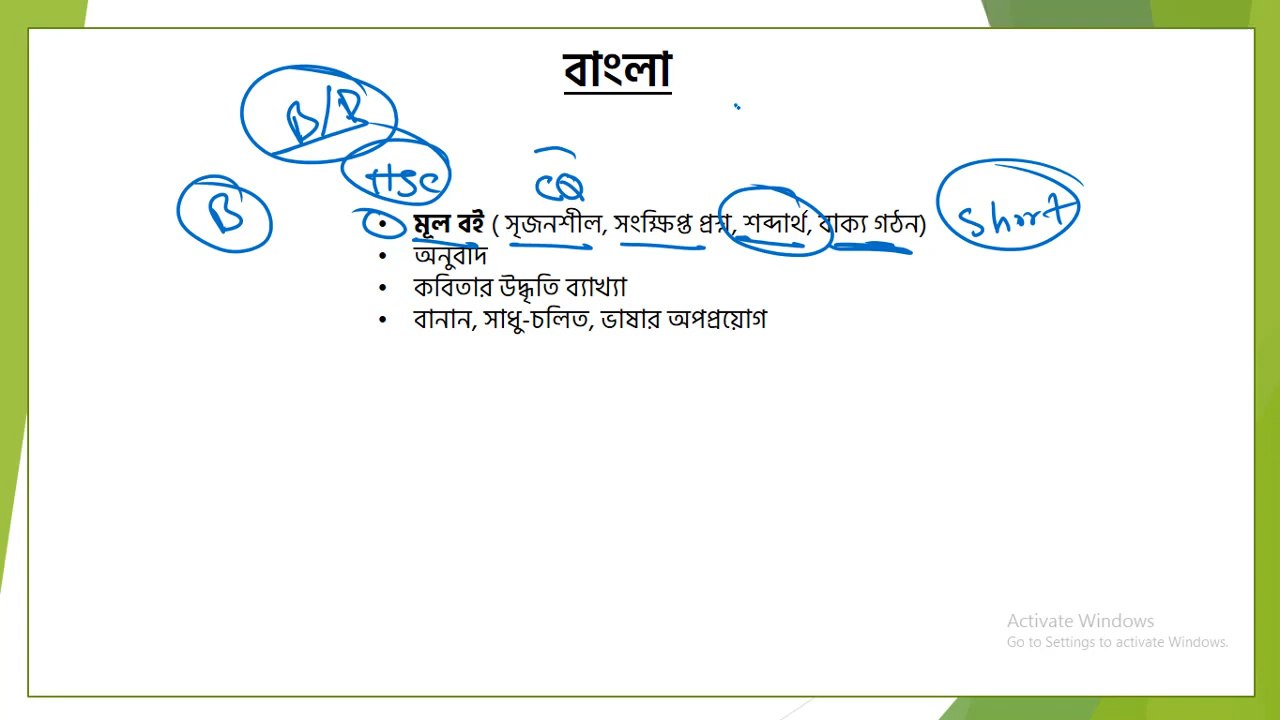 বাংলা
B/R
HSC
CQ
B
Short
• মূল বই ( সৃজনশীল, সংক্ষিপ্ত প্রশ্ন, শব্দার্থ, বাক্য গঠন)
• অনুবাদ
• কবিতার উদ্ধৃতি ব্যাখ্যা
• বানান, সাধু-চলিত, ভাষার অপপ্রয়োগ
Activate Windows
Go to Settings to activate Windows.